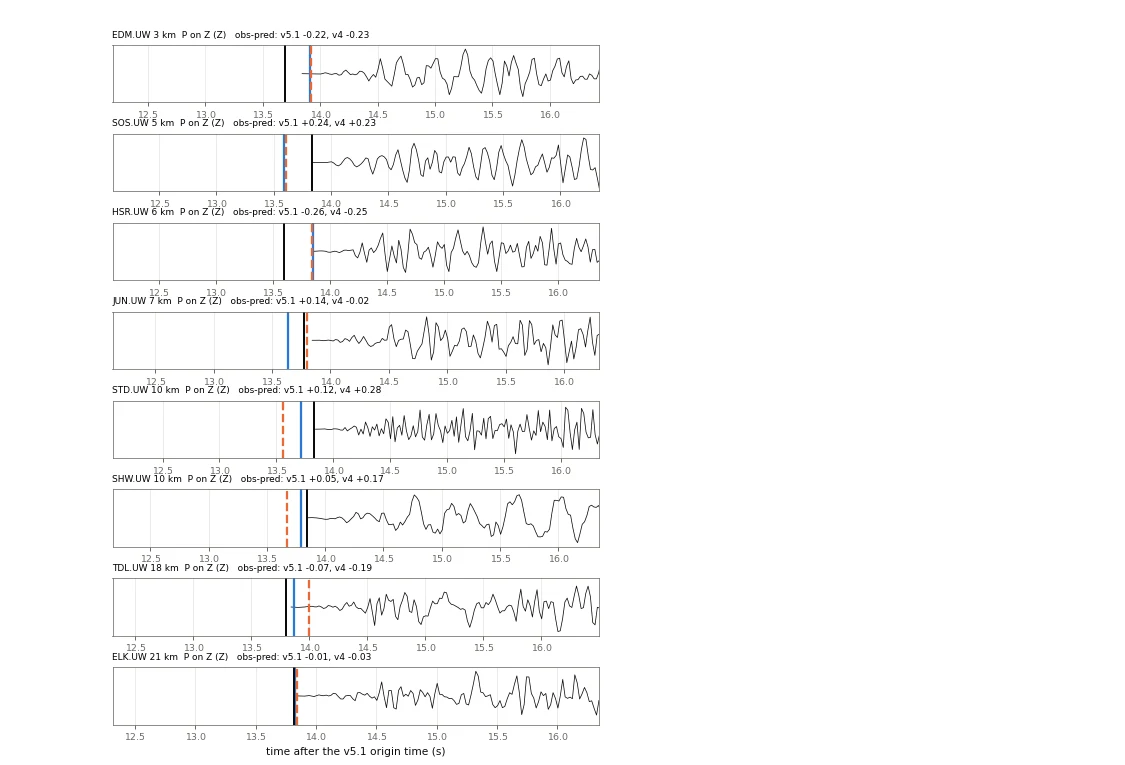 EDM.UW 3 km P on Z (Z) obs-pred: v5.1 -0.22, v4 -0.23
12.5 13.0 13.5 14.0 14.5 15.0 15.5 16.0
SOS.UW 5 km P on Z (Z) obs-pred: v5.1 +0.24, v4 +0.23
12.5 13.0 13.5 14.0 14.5 15.0 15.5 16.0
HSR.UW 6 km P on Z (Z) obs-pred: v5.1 -0.26, v4 -0.25
12.5 13.0 13.5 14.0 14.5 15.0 15.5 16.0
JUN.UW 7 km P on Z (Z) obs-pred: v5.1 +0.14, v4 -0.02
12.5 13.0 13.5 14.0 14.5 15.0 15.5 16.0
STD.UW 10 km P on Z (Z) obs-pred: v5.1 +0.12, v4 +0.28
12.5 13.0 13.5 14.0 14.5 15.0 15.5 16.0
SHW.UW 10 km P on Z (Z) obs-pred: v5.1 +0.05, v4 +0.17
12.5 13.0 13.5 14.0 14.5 15.0 15.5 16.0
TDL.UW 18 km P on Z (Z) obs-pred: v5.1 -0.07, v4 -0.19
12.5 13.0 13.5 14.0 14.5 15.0 15.5 16.0
ELK.UW 21 km P on Z (Z) obs-pred: v5.1 -0.01, v4 -0.03
12.5 13.0 13.5 14.0 14.5 15.0 15.5 16.0
time after the v5.1 origin time (s)